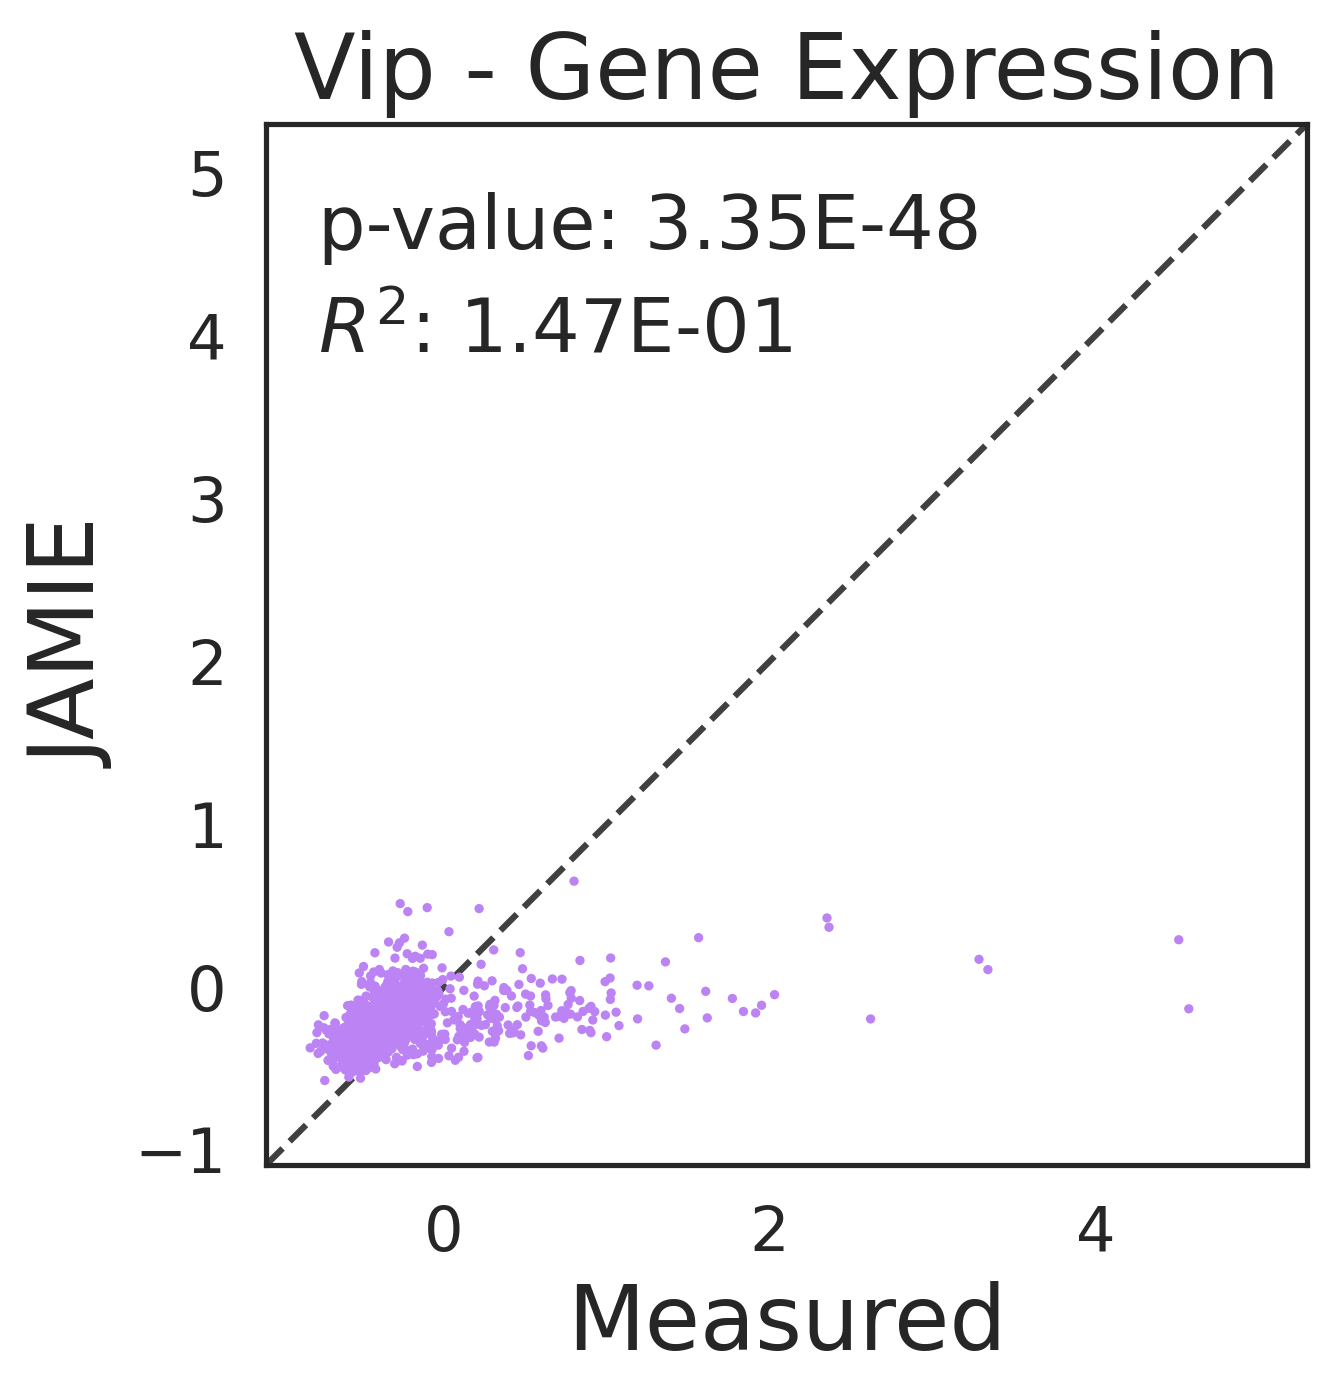 Vip - Gene Expression
p-value: 3.35E-48
R²: 1.47E-01
5
4
3
2
1
0
−1
JAMIE
0 2 4
Measured